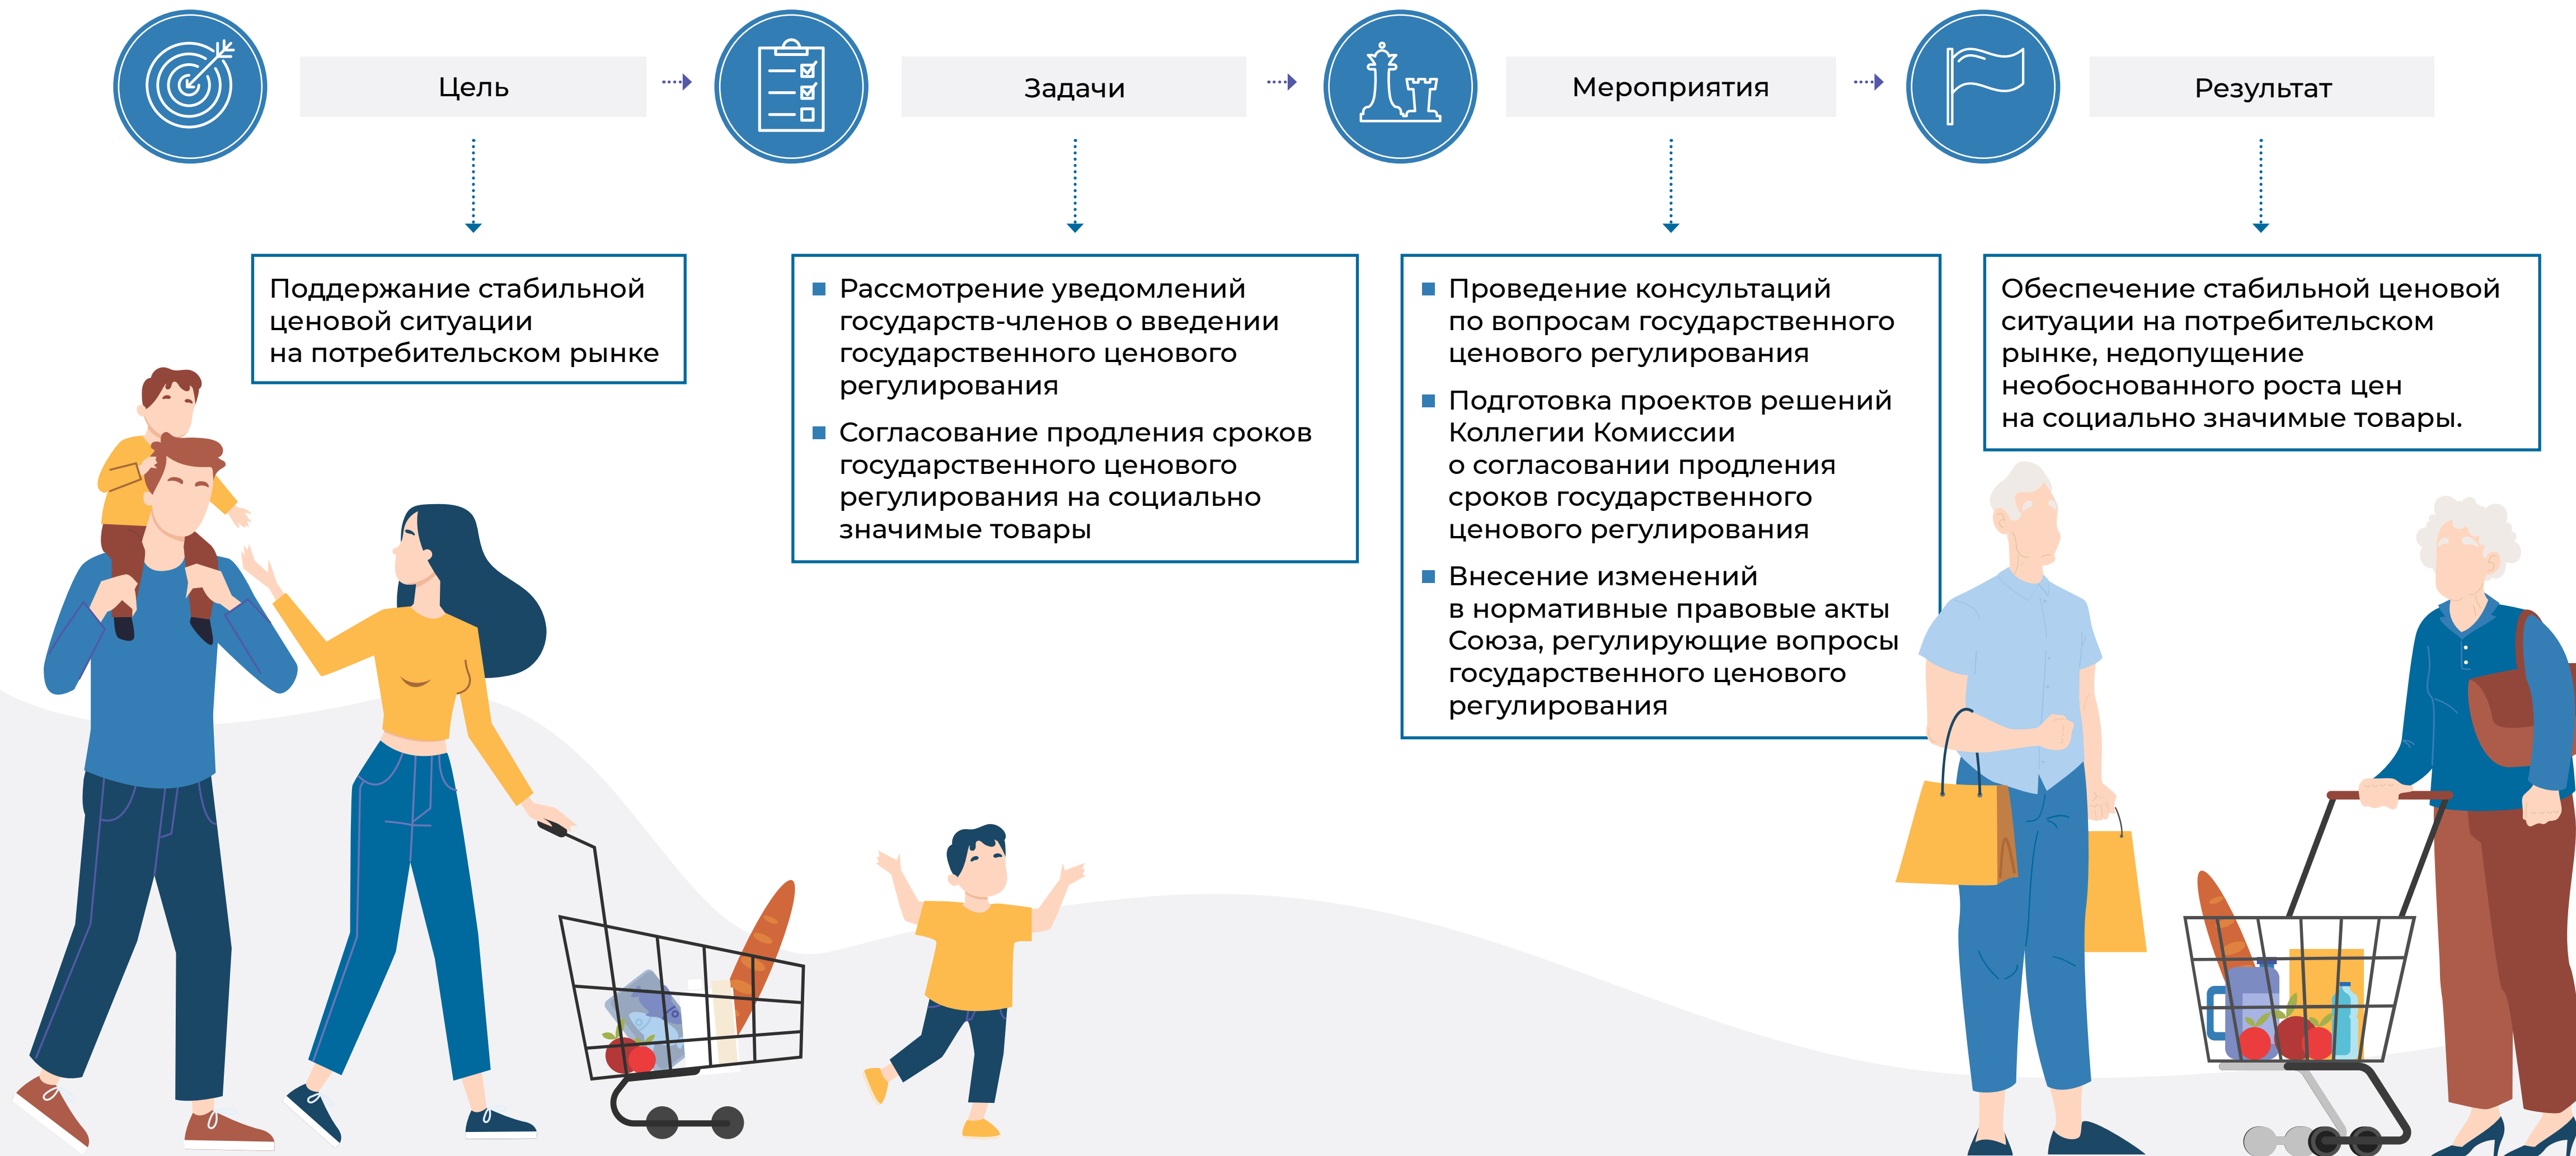 Цель
Задачи
Мероприятия
Результат
Поддержание стабильной
ценовой ситуации
на потребительском рынке
Рассмотрение уведомлений
государств-членов о введении
государственного ценового
регулирования
Согласование продления сроков
государственного ценового
регулирования на социально
значимые товары
Проведение консультаций
по вопросам государственного
ценового регулирования
Подготовка проектов решений
Коллегии Комиссии
о согласовании продления
сроков государственного
ценового регулирования
Внесение изменений
в нормативные правовые акты
Союза, регулирующие вопросы
государственного ценового
регулирования
Обеспечение стабильной ценовой
ситуации на потребительском
рынке, недопущение
необоснованного роста цен
на социально значимые товары.